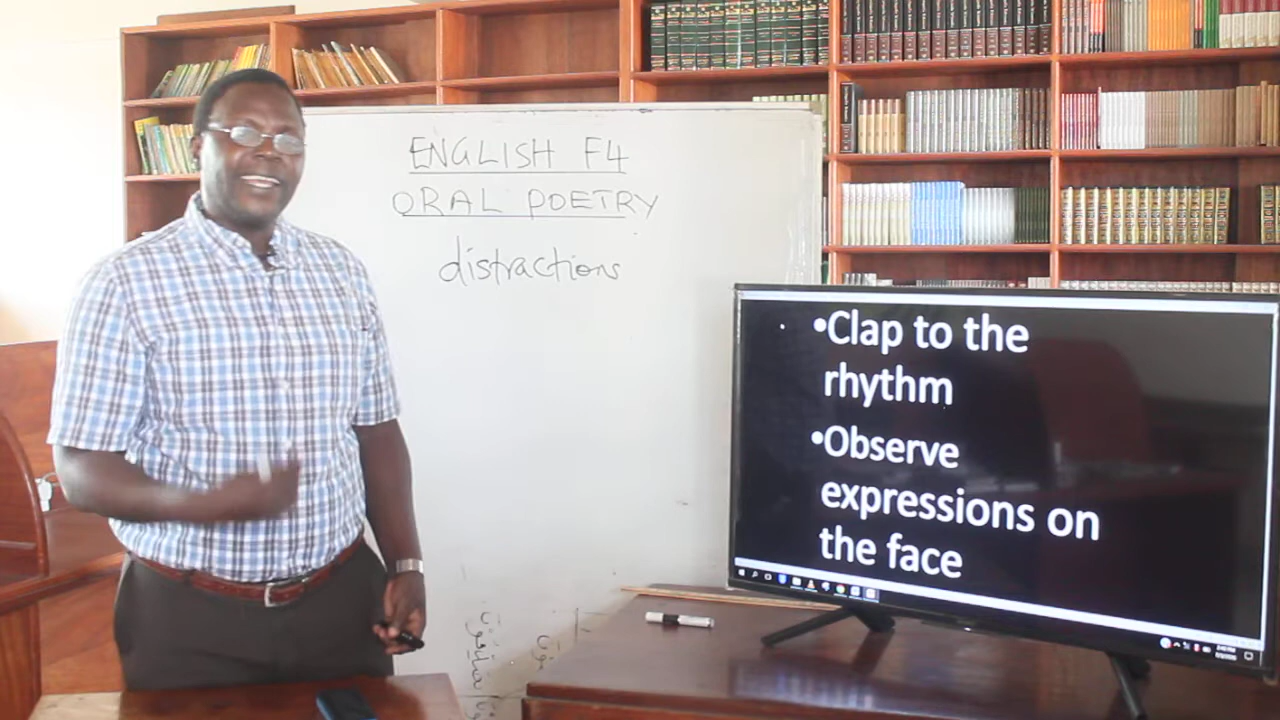 ENGLISH F4
ORAL POETRY
distractions
•Clap to the
rhythm
•Observe
expressions on
the face